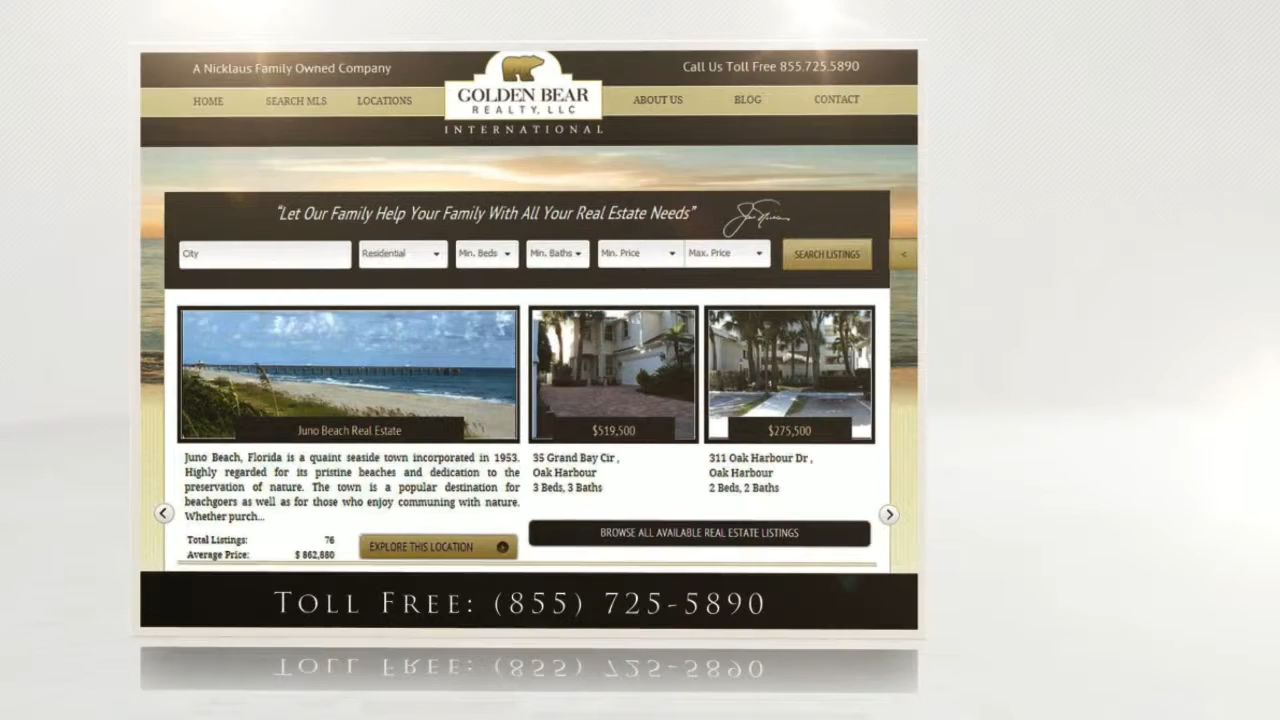 A Nicklaus Family Owned Company
Call Us Toll Free 855.725.5890
HOME
SEARCH MLS
LOCATIONS
GOLDEN BEAR
REALTY, LLC
INTERNATIONAL
ABOUT US
BLOG
CONTACT
“Let Our Family Help Your Family With All Your Real Estate Needs”
City
Residential
Min. Beds
Min. Baths
Min. Price
Max. Price
SEARCH LISTINGS
<
Juno Beach Real Estate
Juno Beach, Florida is a quaint seaside town incorporated in 1953.
Highly regarded for its pristine beaches and dedication to the
preservation of nature. The town is a popular destination for
beachgoers as well as for those who enjoy communing with nature.
Whether purch...
Total Listings: 76
Average Price: $ 862,880
EXPLORE THIS LOCATION
$519,500
35 Grand Bay Cir ,
Oak Harbour
3 Beds, 3 Baths
$275,500
311 Oak Harbour Dr ,
Oak Harbour
2 Beds, 2 Baths
BROWSE ALL AVAILABLE REAL ESTATE LISTINGS
TOLL FREE: (855) 725-5890